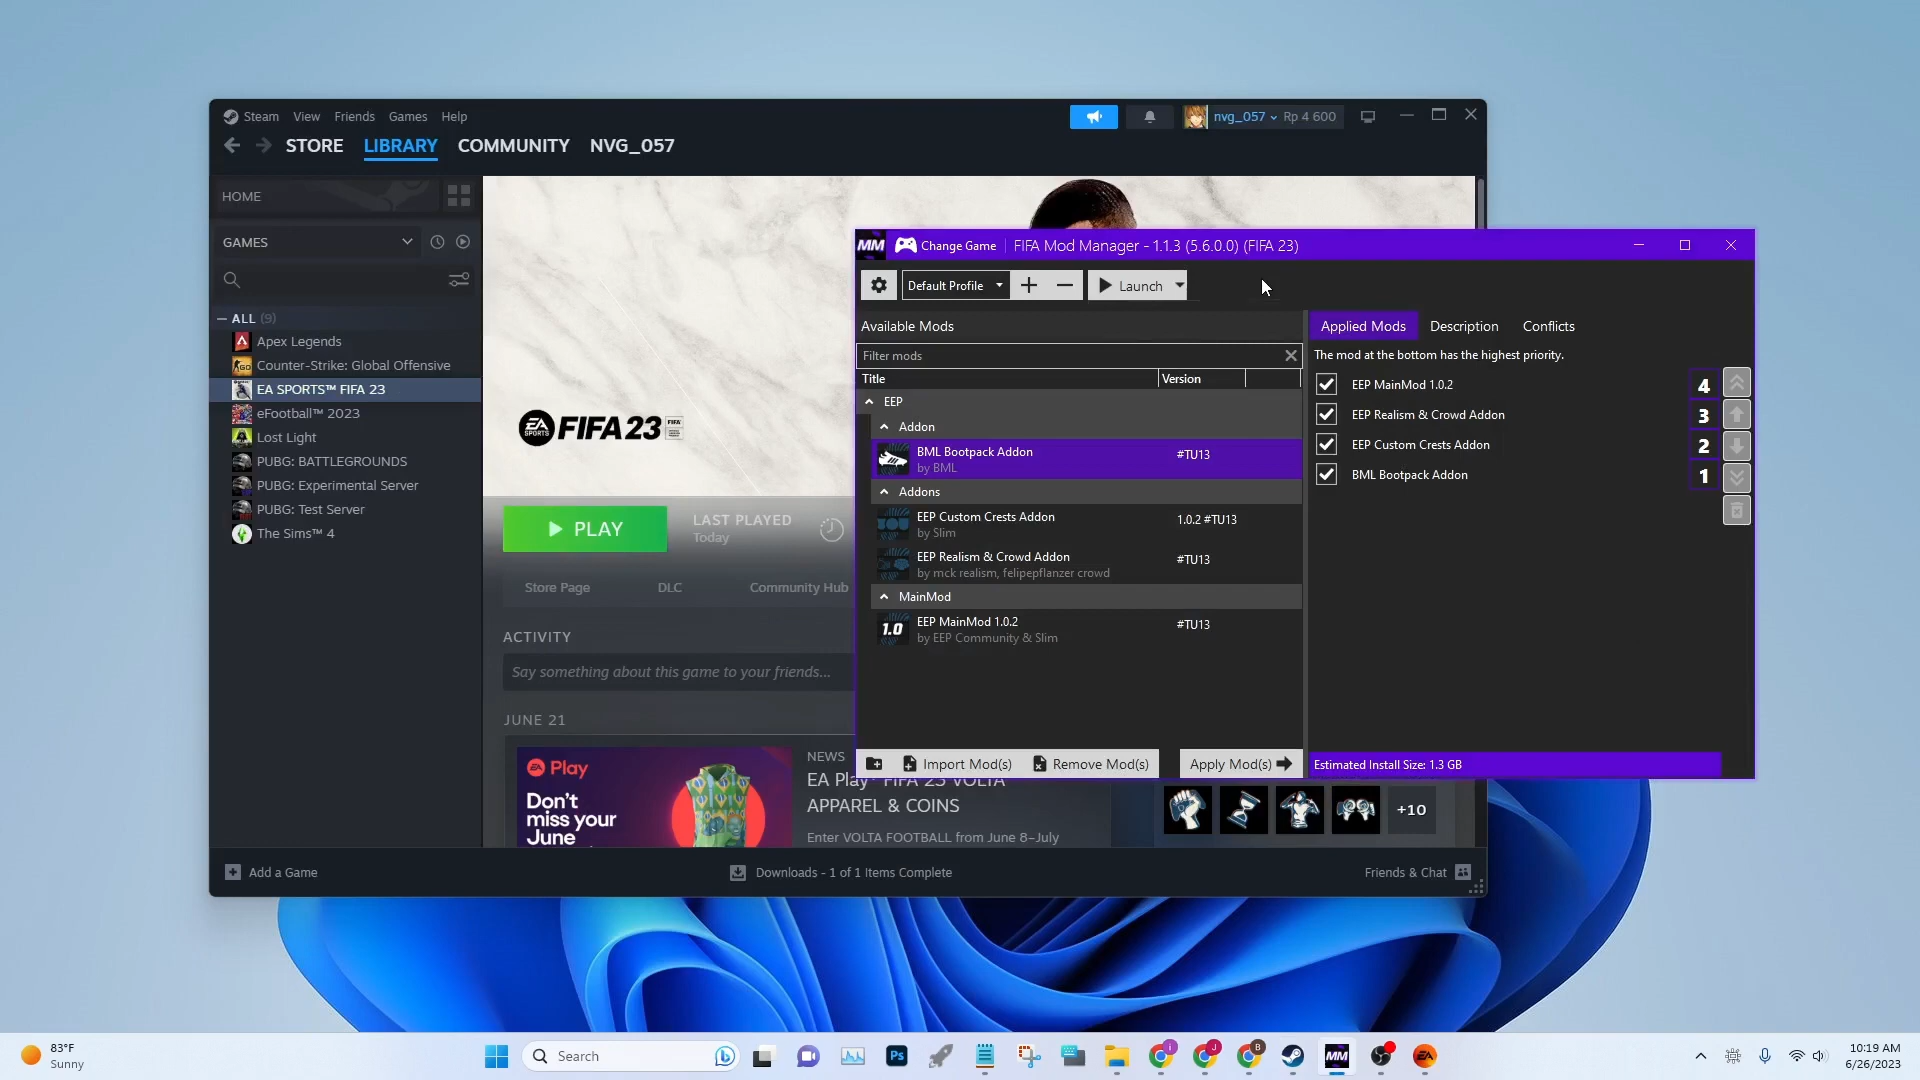 Steam View Friends Games Help
nvg_057 Rp 4 600
STORE LIBRARY COMMUNITY NVG_057
HOME
GAMES
ALL (9)
Apex Legends
Counter-Strike: Global Offensive
EA SPORTS™ FIFA 23
eFootball™ 2023
Lost Light
PUBG: BATTLEGROUNDS
PUBG: Experimental Server
PUBG: Test Server
The Sims™ 4
EA SPORTS FIFA 23 FIFA
PLAY
LAST PLAYED
Today
Store Page DLC Community Hub
ACTIVITY
Say something about this game to your friends...
JUNE 21
EA Play
Don't
miss your
June
NEWS
EA Play* FIFA 23 VOLTA
APPAREL & COINS
Enter VOLTA FOOTBALL from June 8–July
+10
Add a Game
Downloads - 1 of 1 Items Complete
Friends & Chat
MM Change Game FIFA Mod Manager - 1.1.3 (5.6.0.0) (FIFA 23)
Default Profile Launch
Available Mods
Filter mods
Title Version
EEP
Addon
BML Bootpack Addon #TU13
by BML
Addons
EEP Custom Crests Addon 1.0.2 #TU13
by Slim
EEP Realism & Crowd Addon #TU13
by mck realism, felipepflanzer crowd
MainMod
1.0 EEP MainMod 1.0.2 #TU13
by EEP Community & Slim
Import Mod(s) Remove Mod(s) Apply Mod(s)
Applied Mods Description Conflicts
The mod at the bottom has the highest priority.
EEP MainMod 1.0.2 4
EEP Realism & Crowd Addon 3
EEP Custom Crests Addon 2
BML Bootpack Addon 1
Estimated Install Size: 1.3 GB
83°F
Sunny
Search
Ps
MM
EA
10:19 AM
6/26/2023